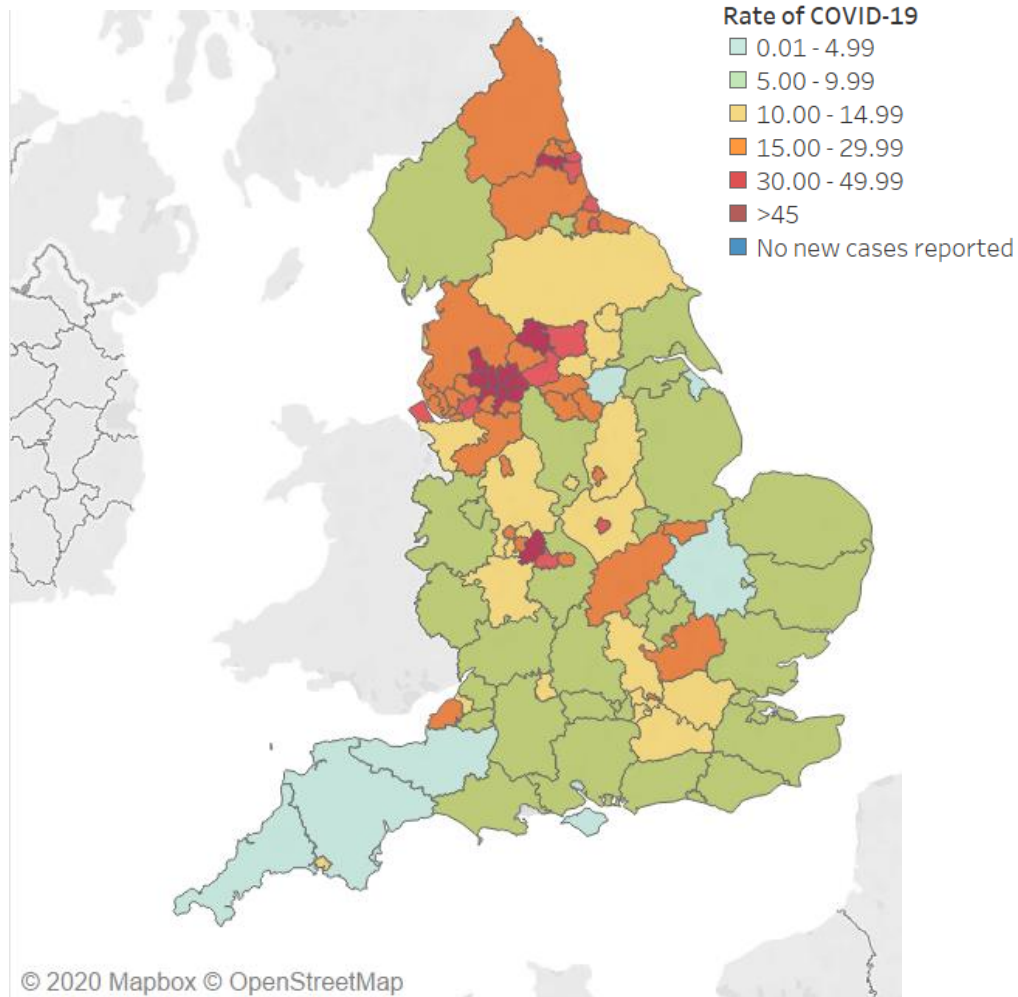 Rate of COVID-19
0.01 - 4.99
5.00 - 9.99
10.00 - 14.99
15.00 - 29.99
30.00 - 49.99
>45
No new cases reported
© 2020 Mapbox © OpenStreetMap